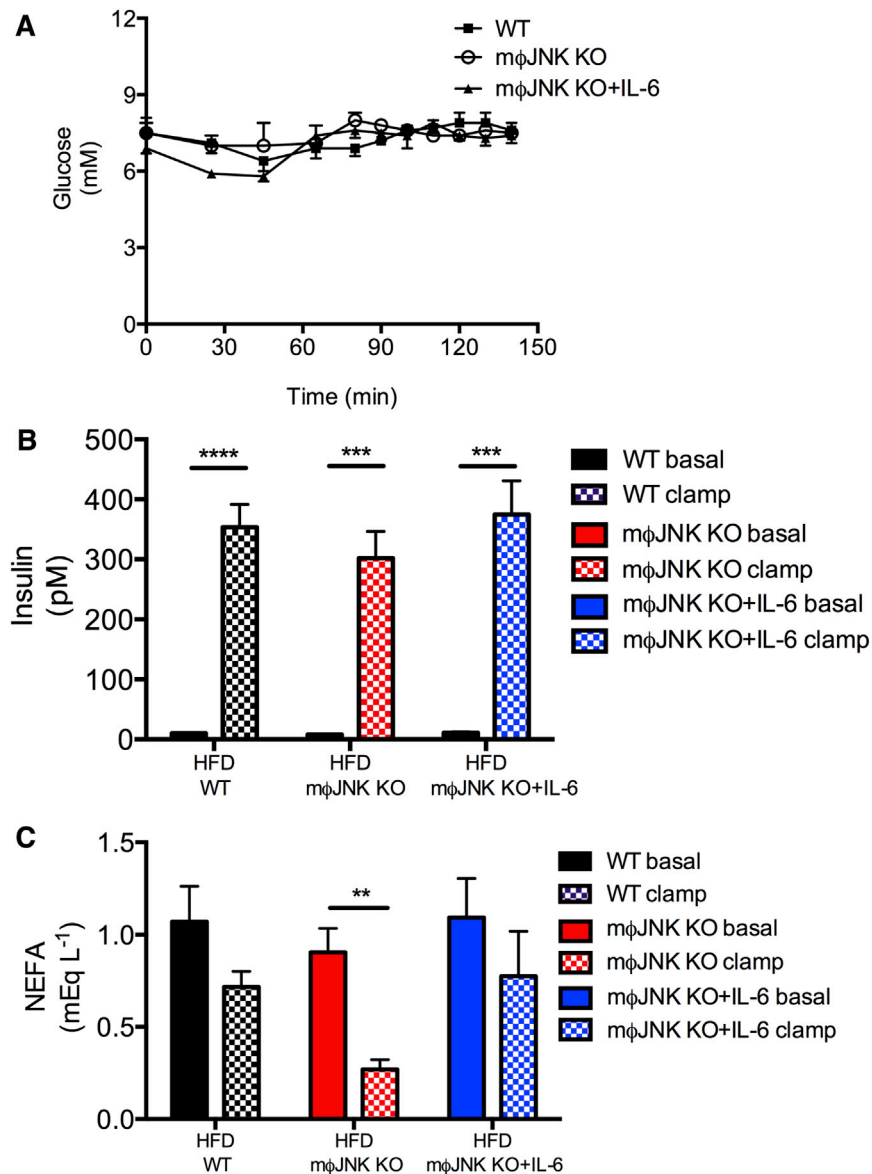 A
WT
mϕJNK KO
mϕJNK KO+IL-6
12
9
6
3
0
Glucose
(mM)
0 30 60 90 120 150
Time (min)
B
500
400
300
200
100
0
Insulin
(pM)
**** *** ***
HFD HFD HFD
WT mϕJNK KO mϕJNK KO+IL-6
WT basal
WT clamp
mϕJNK KO basal
mϕJNK KO clamp
mϕJNK KO+IL-6 basal
mϕJNK KO+IL-6 clamp
C
1.5
1.0
0.5
0.0
NEFA
(mEq L⁻¹)
**
HFD HFD HFD
WT mϕJNK KO mϕJNK KO+IL-6
WT basal
WT clamp
mϕJNK KO basal
mϕJNK KO clamp
mϕJNK KO+IL-6 basal
mϕJNK KO+IL-6 clamp